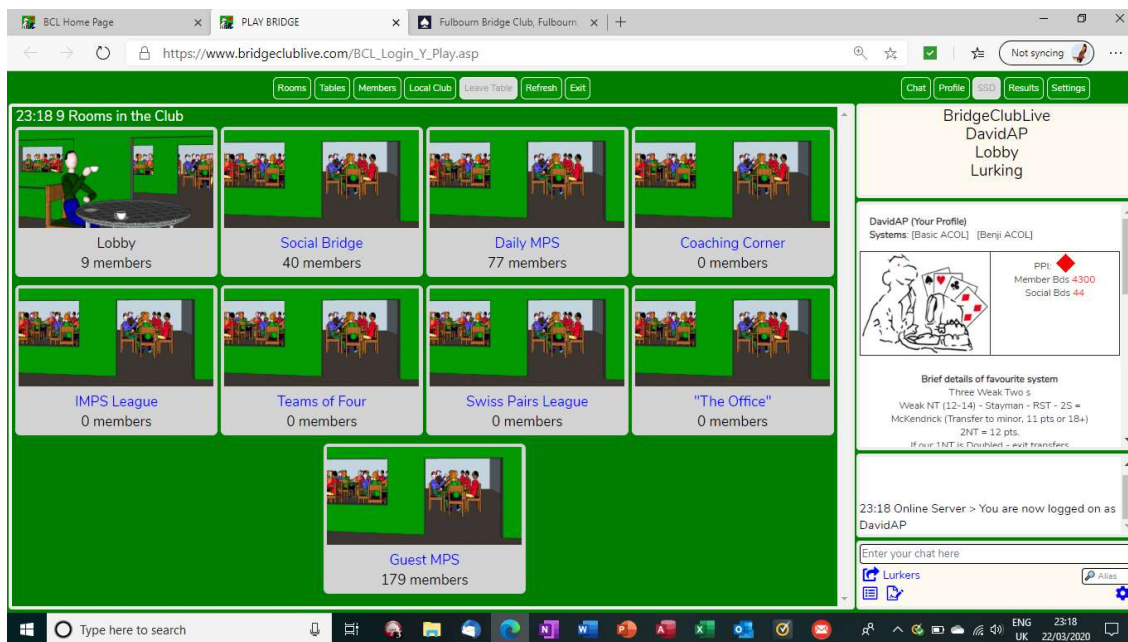 BCL Home Page
PLAY BRIDGE
Fulbourn Bridge Club, Fulbourn,
https://www.bridgeclublive.com/BCL_Login_Y_Play.asp
Not syncing
Rooms Tables Members Local Club Leave Table Refresh Exit
Chat Profile SSD Results Settings
23:18 9 Rooms in the Club
Lobby
9 members
Social Bridge
40 members
Daily MPS
77 members
Coaching Corner
0 members
IMPS League
0 members
Teams of Four
0 members
Swiss Pairs League
0 members
"The Office"
0 members
Guest MPS
179 members
BridgeClubLive
DavidAP
Lobby
Lurking
DavidAP (Your Profile)
Systems: [Basic ACOL] [Benji ACOL]
PPI:
Member Bds 4300
Social Bds 44
Brief details of favourite system
Three Weak Two s
Weak NT (12-14) - Stayman - RST - 2S =
McKendrick (Transfer to minor, 11 pts or 18+)
2NT = 12 pts.
If our 1NT is Doubled - exit transfers
23:18 Online Server > You are now logged on as
DavidAP
Enter your chat here
Lurkers
Alias
Type here to search
ENG
UK
23:18
22/03/2020